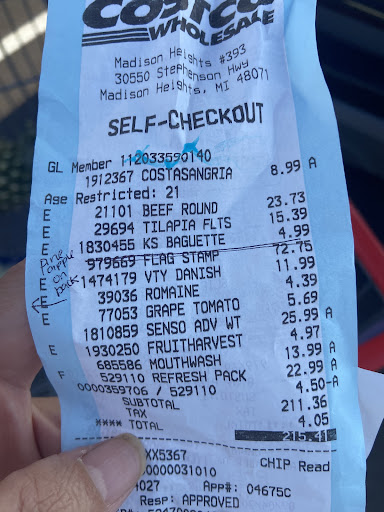 COSTCO
WHOLESALE
Madison Heights #393
30550 Stephenson Hwy
Madison Heights, MI 48071
SELF-CHECKOUT
GL Member 112033590140
1912367 COSTASANGRIA 8.99 A
Age Restricted: 21
E 21101 BEEF ROUND 23.73
E 29694 TILAPIA FLTS 15.39
E 1830455 KS BAGUETTE 4.99
979669 FLAG STAMP 72.75
E 1474179 VTY DANISH 11.99
E 39036 ROMAINE 4.39
E 77053 GRAPE TOMATO 5.69
1810859 SENSO ADV WT 25.99 A
E 1930250 FRUITHARVEST 4.97
685586 MOUTHWASH 13.99 A
F 529110 REFRESH PACK 22.99 A
0000359706 / 529110 4.50-A
SUBTOTAL 211.36
TAX 4.05
**** TOTAL 215.41
XX5367 CHIP Read
00000031010
4027 App#: 04675C
Resp: APPROVED
Pine
apple
on
pack